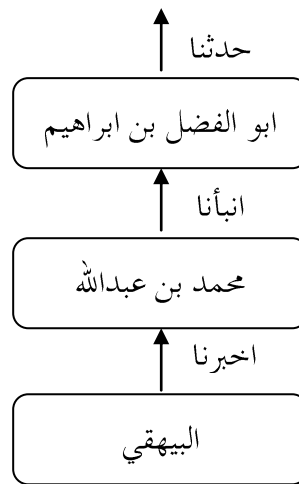 حدثنا
ابو الفضل بن ابراهيم
انبأنا
محمد بن عبدالله
اخبرنا
البيهقي